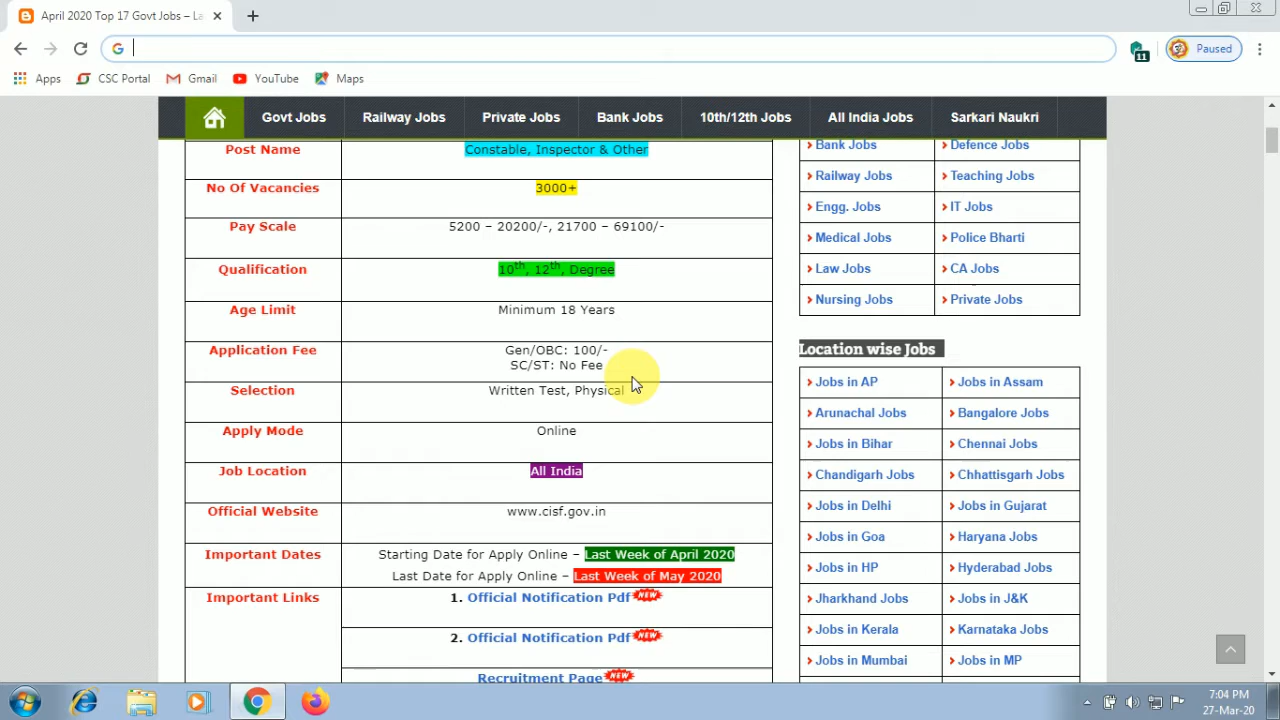 April 2020 Top 17 Govt Jobs – La
Paused
11
Apps
CSC Portal
Gmail
YouTube
Maps
Govt Jobs
Railway Jobs
Private Jobs
Bank Jobs
10th/12th Jobs
All India Jobs
Sarkari Naukri
Post Name
Constable, Inspector & Other
No Of Vacancies
3000+
Pay Scale
5200 – 20200/-, 21700 – 69100/-
Qualification
10th, 12th, Degree
Age Limit
Minimum 18 Years
Application Fee
Gen/OBC: 100/-
SC/ST: No Fee
Selection
Written Test, Physical
Apply Mode
Online
Job Location
All India
Official Website
www.cisf.gov.in
Important Dates
Starting Date for Apply Online – Last Week of April 2020
Last Date for Apply Online – Last Week of May 2020
Important Links
1. Official Notification Pdf NEW
2. Official Notification Pdf NEW
Recruitment Page NEW
Bank Jobs
Defence Jobs
Railway Jobs
Teaching Jobs
Engg. Jobs
IT Jobs
Medical Jobs
Police Bharti
Law Jobs
CA Jobs
Nursing Jobs
Private Jobs
Location wise Jobs
Jobs in AP
Jobs in Assam
Arunachal Jobs
Bangalore Jobs
Jobs in Bihar
Chennai Jobs
Chandigarh Jobs
Chhattisgarh Jobs
Jobs in Delhi
Jobs in Gujarat
Jobs in Goa
Haryana Jobs
Jobs in HP
Hyderabad Jobs
Jharkhand Jobs
Jobs in J&K
Jobs in Kerala
Karnataka Jobs
Jobs in Mumbai
Jobs in MP
7:04 PM
27-Mar-20